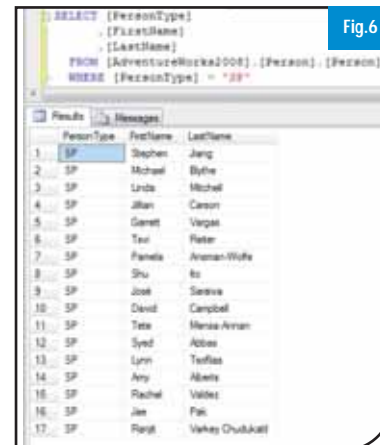 SELECT [PersonType]
,[FirstName]
,[LastName]
FROM [AdventureWorks2008].[Person].[Person]
WHERE [PersonType] = 'SP'
Fig.6
Results Messages
PersonType FirstName LastName
1 SP Stephen Jiang
2 SP Michael Blythe
3 SP Linda Mitchell
4 SP Jillian Carson
5 SP Garrett Vargas
6 SP Tsvi Reiter
7 SP Pamela Ansman-Wolfe
8 SP Shu Ito
9 SP José Saraiva
10 SP David Campbell
11 SP Tete Mensa-Annan
12 SP Syed Abbas
13 SP Lynn Tsoflias
14 SP Amy Alberts
15 SP Rachel Valdez
16 SP Jae Pak
17 SP Ranjit Varkey Chudukatil